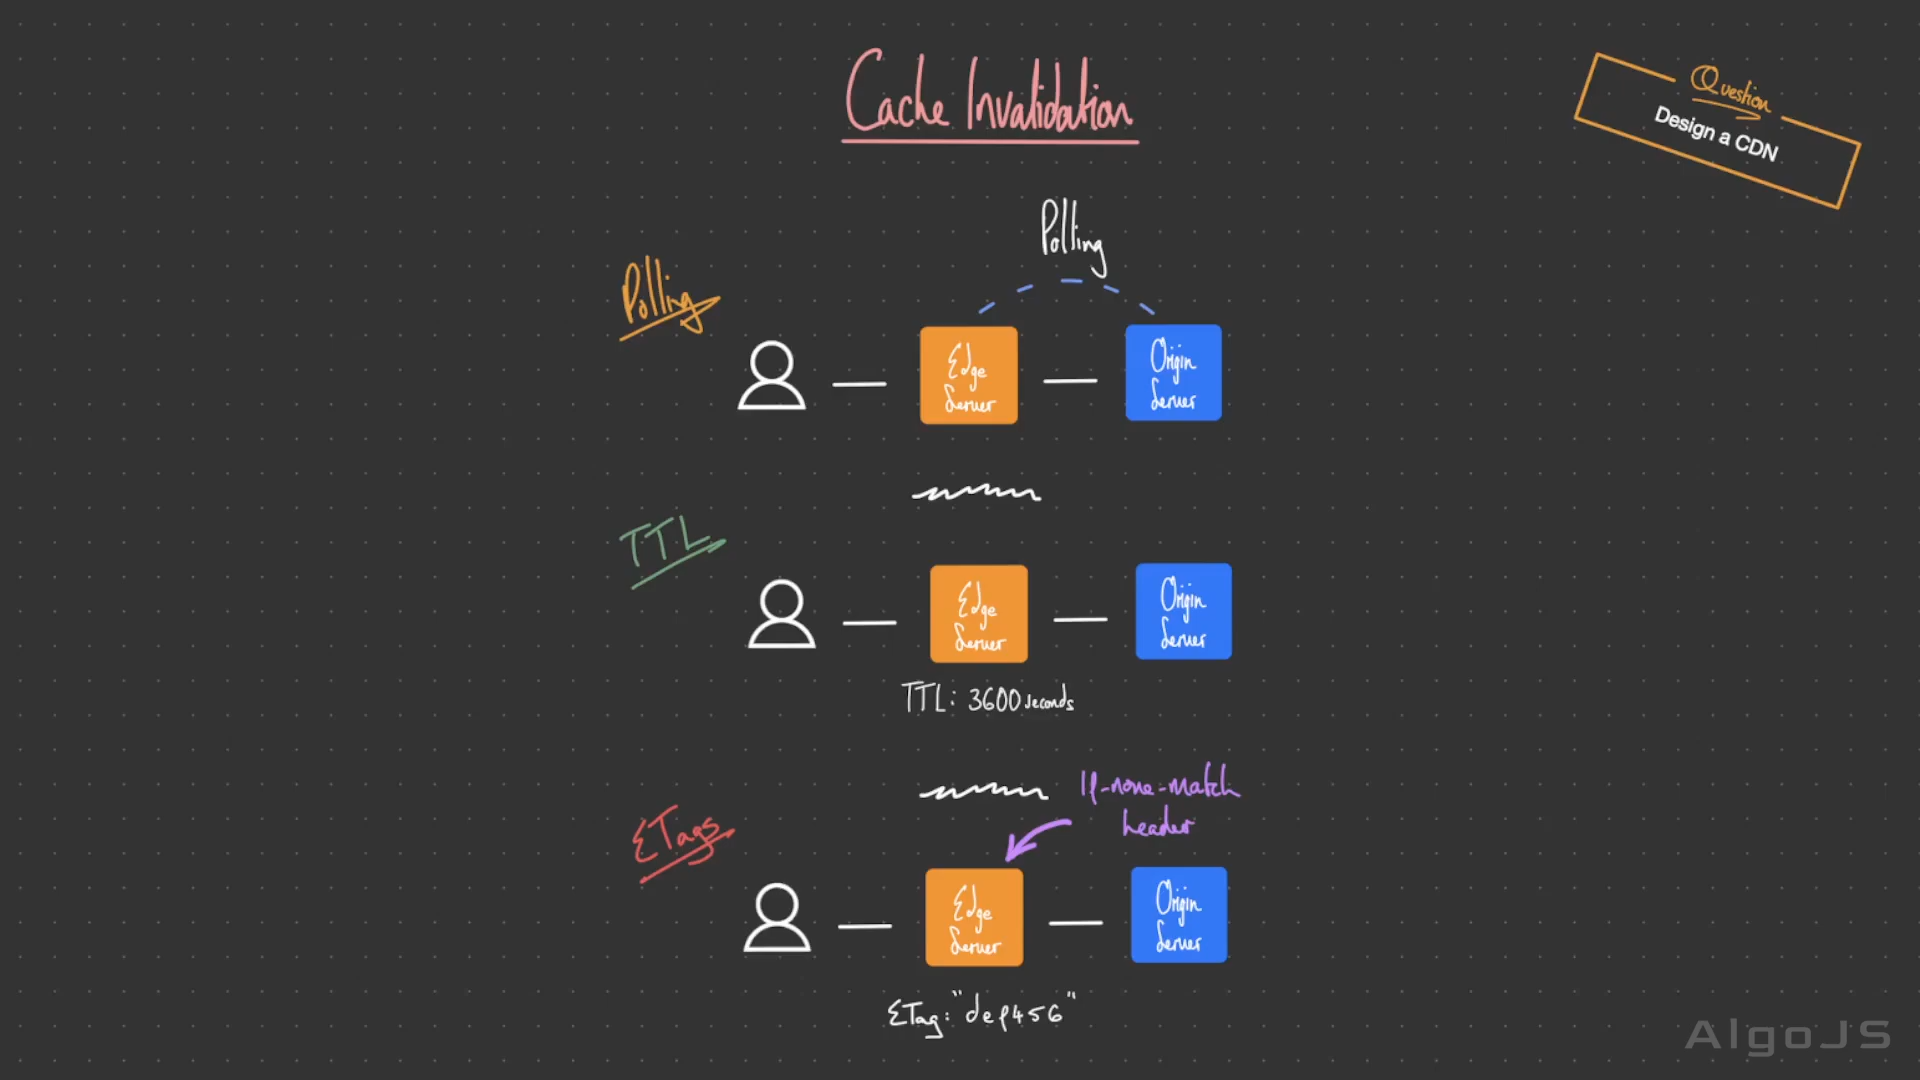 Cache Invalidation
Question
Design a CDN
Polling
Polling
Edge
Server
Origin
Server
TTL
Edge
Server
Origin
Server
TTL: 3600 seconds
If-none-match
header
ETags
Edge
Server
Origin
Server
ETag: "def456"
AlgoJS